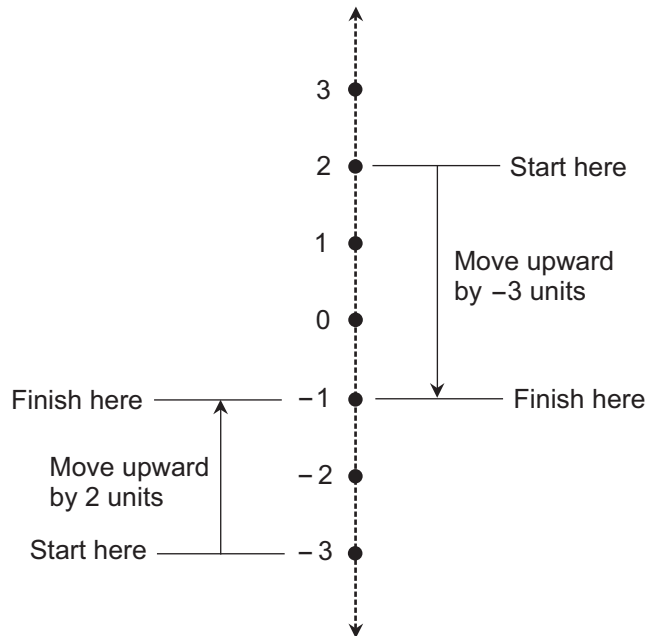 3
2
Start here
1
Move upward
by −3 units
0
Finish here
−1
Finish here
Move upward
by 2 units
−2
Start here
−3